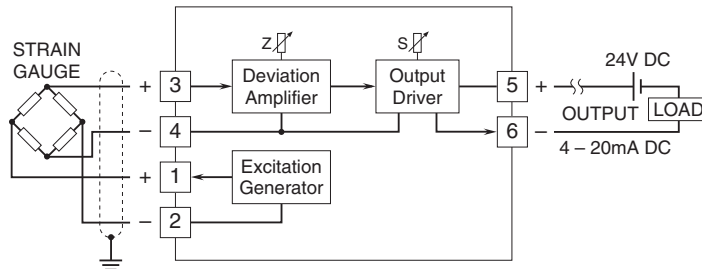 STRAIN
GAUGE
Z
S
24V DC
+ 3
Deviation
Amplifier
Output
Driver
5 +
LOAD
OUTPUT
− 4
6 −
4 – 20mA DC
+ 1
Excitation
Generator
− 2